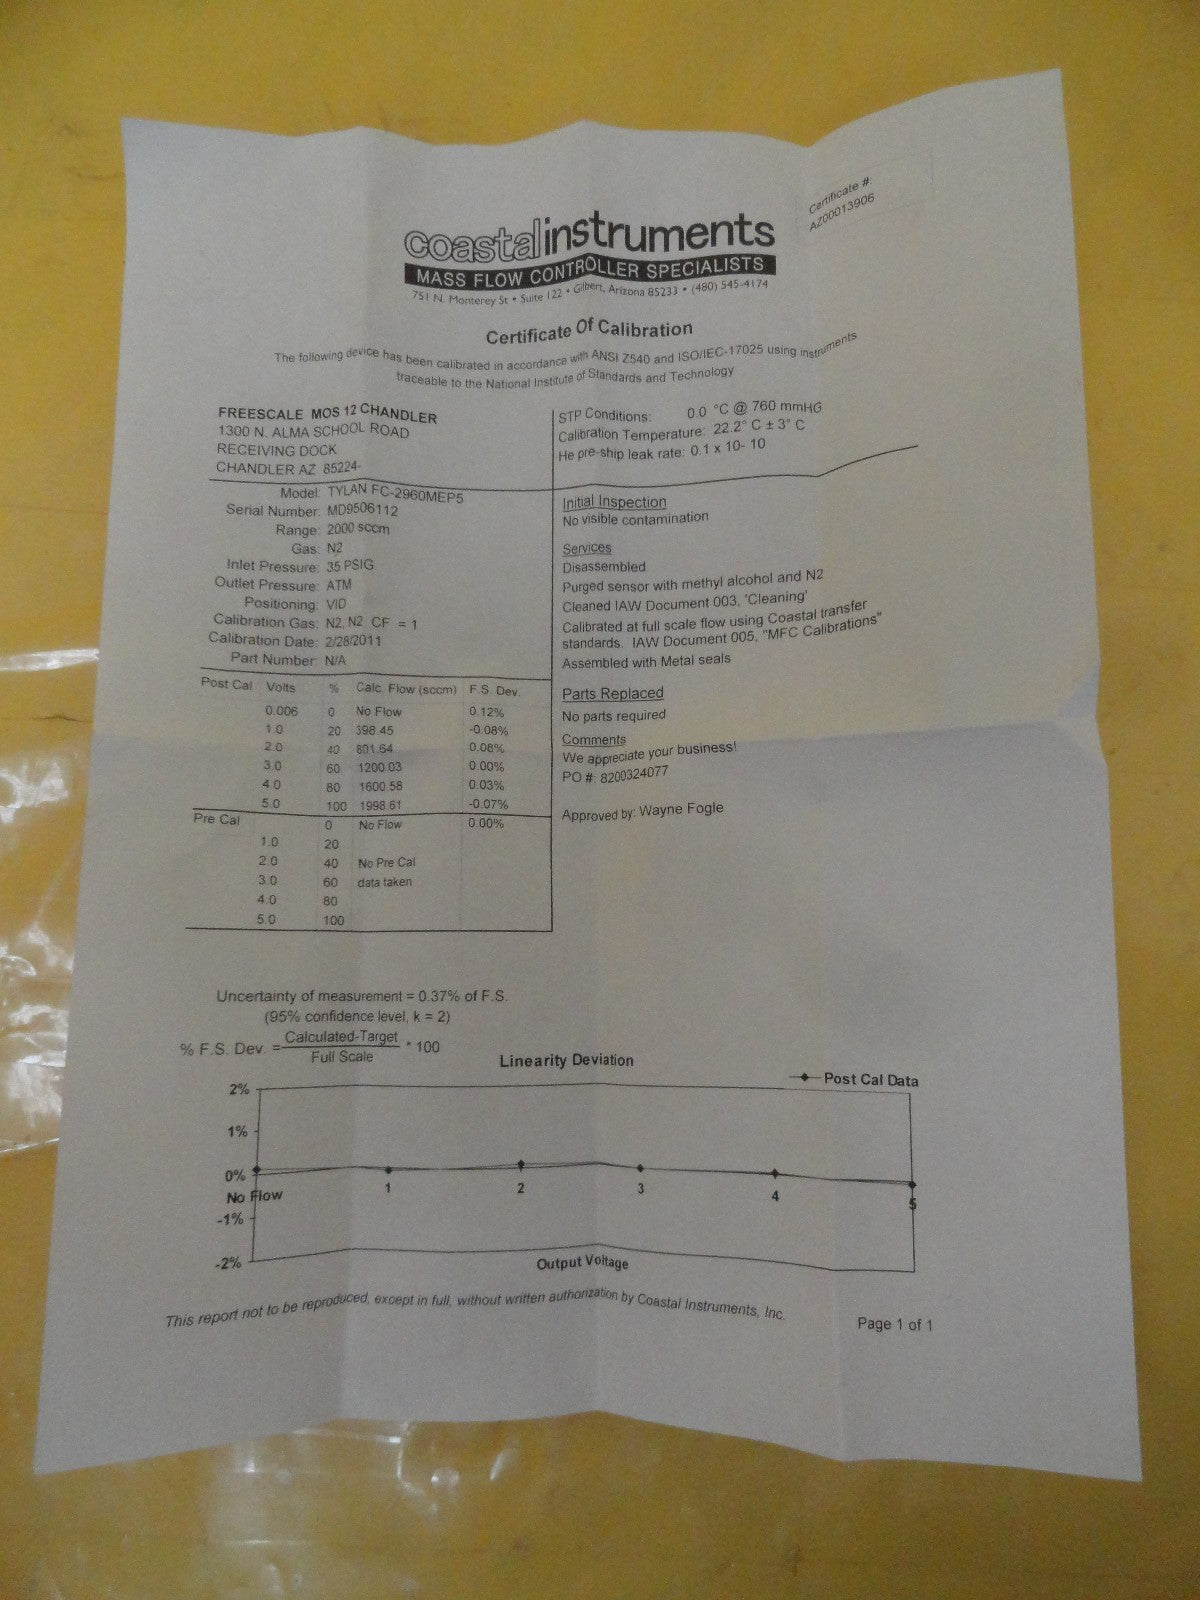 Certificate #:
AZ00013906
coastalinstruments
MASS FLOW CONTROLLER SPECIALISTS
751 N. Monterey St • Suite 122 • Gilbert, Arizona 85233 • (480) 545-4174
Certificate Of Calibration
The following device has been calibrated in accordance with ANSI Z540 and ISO/IEC-17025 using instruments
traceable to the National Institute of Standards and Technology
FREESCALE MOS 12 CHANDLER
1300 N. ALMA SCHOOL ROAD
RECEIVING DOCK
CHANDLER AZ 85224-
STP Conditions: 0.0 °C @ 760 mmHG
Calibration Temperature: 22.2° C ± 3° C
He pre-ship leak rate: 0.1 x 10- 10
Model: TYLAN FC-2960MEP5
Serial Number: MD9506112
Range: 2000 sccm
Gas: N2
Inlet Pressure: 35 PSIG
Outlet Pressure: ATM
Positioning: VID
Calibration Gas: N2, N2 CF = 1
Calibration Date: 2/28/2011
Part Number: N/A
Initial Inspection
No visible contamination
Services
Disassembled
Purged sensor with methyl alcohol and N2
Cleaned IAW Document 003, 'Cleaning'
Calibrated at full scale flow using Coastal transfer
standards. IAW Document 005, "MFC Calibrations"
Assembled with Metal seals
Parts Replaced
No parts required
Comments
We appreciate your business!
PO #: 8200324077
Approved by: Wayne Fogle
Post Cal Volts % Calc. Flow (sccm) F.S. Dev.
0.006 0 No Flow 0.12%
1.0 20 398.45 -0.08%
2.0 40 801.64 0.08%
3.0 60 1200.03 0.00%
4.0 80 1600.58 0.03%
5.0 100 1998.61 -0.07%
Pre Cal 0 No Flow 0.00%
1.0 20
2.0 40 No Pre Cal
3.0 60 data taken
4.0 80
5.0 100
Uncertainty of measurement = 0.37% of F.S.
(95% confidence level, k = 2)
% F.S. Dev. = Calculated-Target * 100
Full Scale
Linearity Deviation
Post Cal Data
2%
1%
0%
No Flow 1 2 3 4 5
-1%
-2%
Output Voltage
This report not to be reproduced, except in full, without written authorization by Coastal Instruments, Inc.
Page 1 of 1